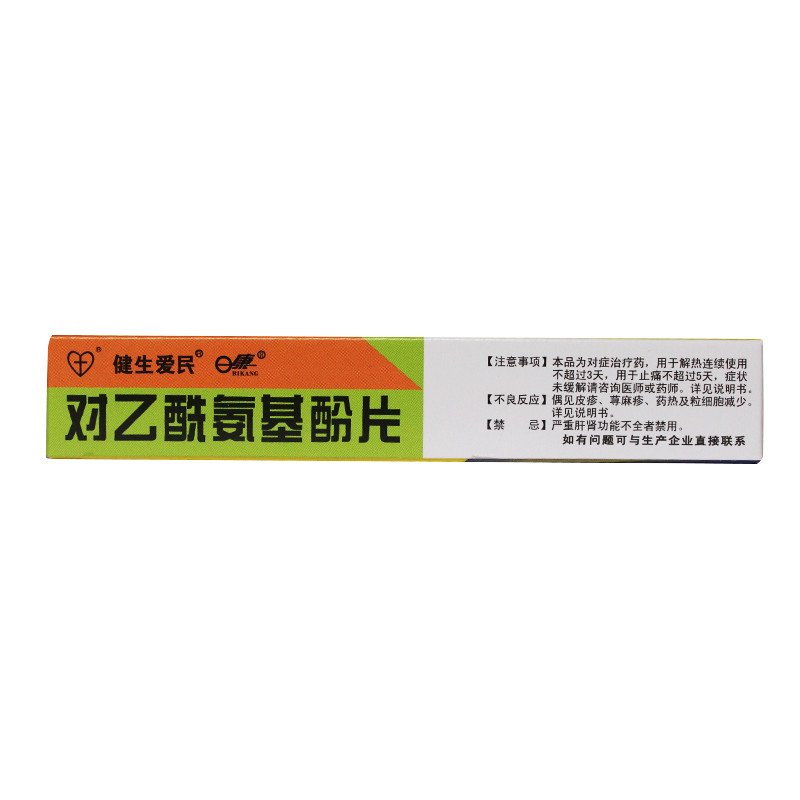 健生爱民® 日康®
RIKANG
对乙酰氨基酚片
【注意事项】本品为对症治疗药，用于解热连续使用
不超过3天，用于止痛不超过5天，症状
未缓解请咨询医师或药师。详见说明书。
【不良反应】偶见皮疹、荨麻疹、药热及粒细胞减少。
详见说明书。
【禁　　忌】严重肝肾功能不全者禁用。
如有问题可与生产企业直接联系